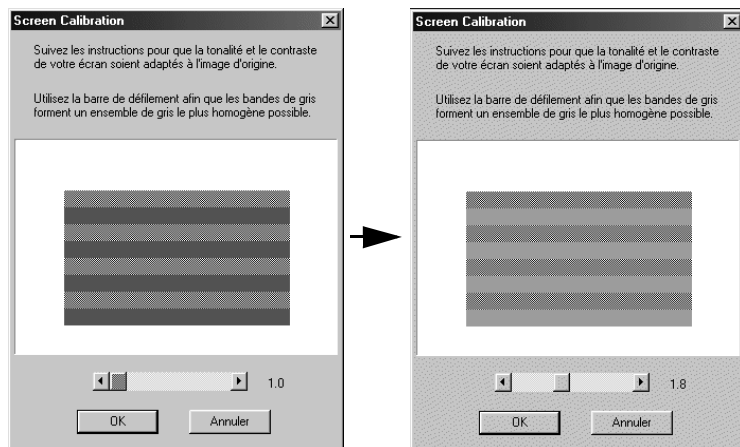 Screen Calibration
Suivez les instructions pour que la tonalité et le contraste
de votre écran soient adaptés à l'image d'origine.
Utilisez la barre de défilement afin que les bandes de gris
forment un ensemble de gris le plus homogène possible.
1.0
OK
Annuler
Screen Calibration
Suivez les instructions pour que la tonalité et le contraste
de votre écran soient adaptés à l'image d'origine.
Utilisez la barre de défilement afin que les bandes de gris
forment un ensemble de gris le plus homogène possible.
1.8
OK
Annuler